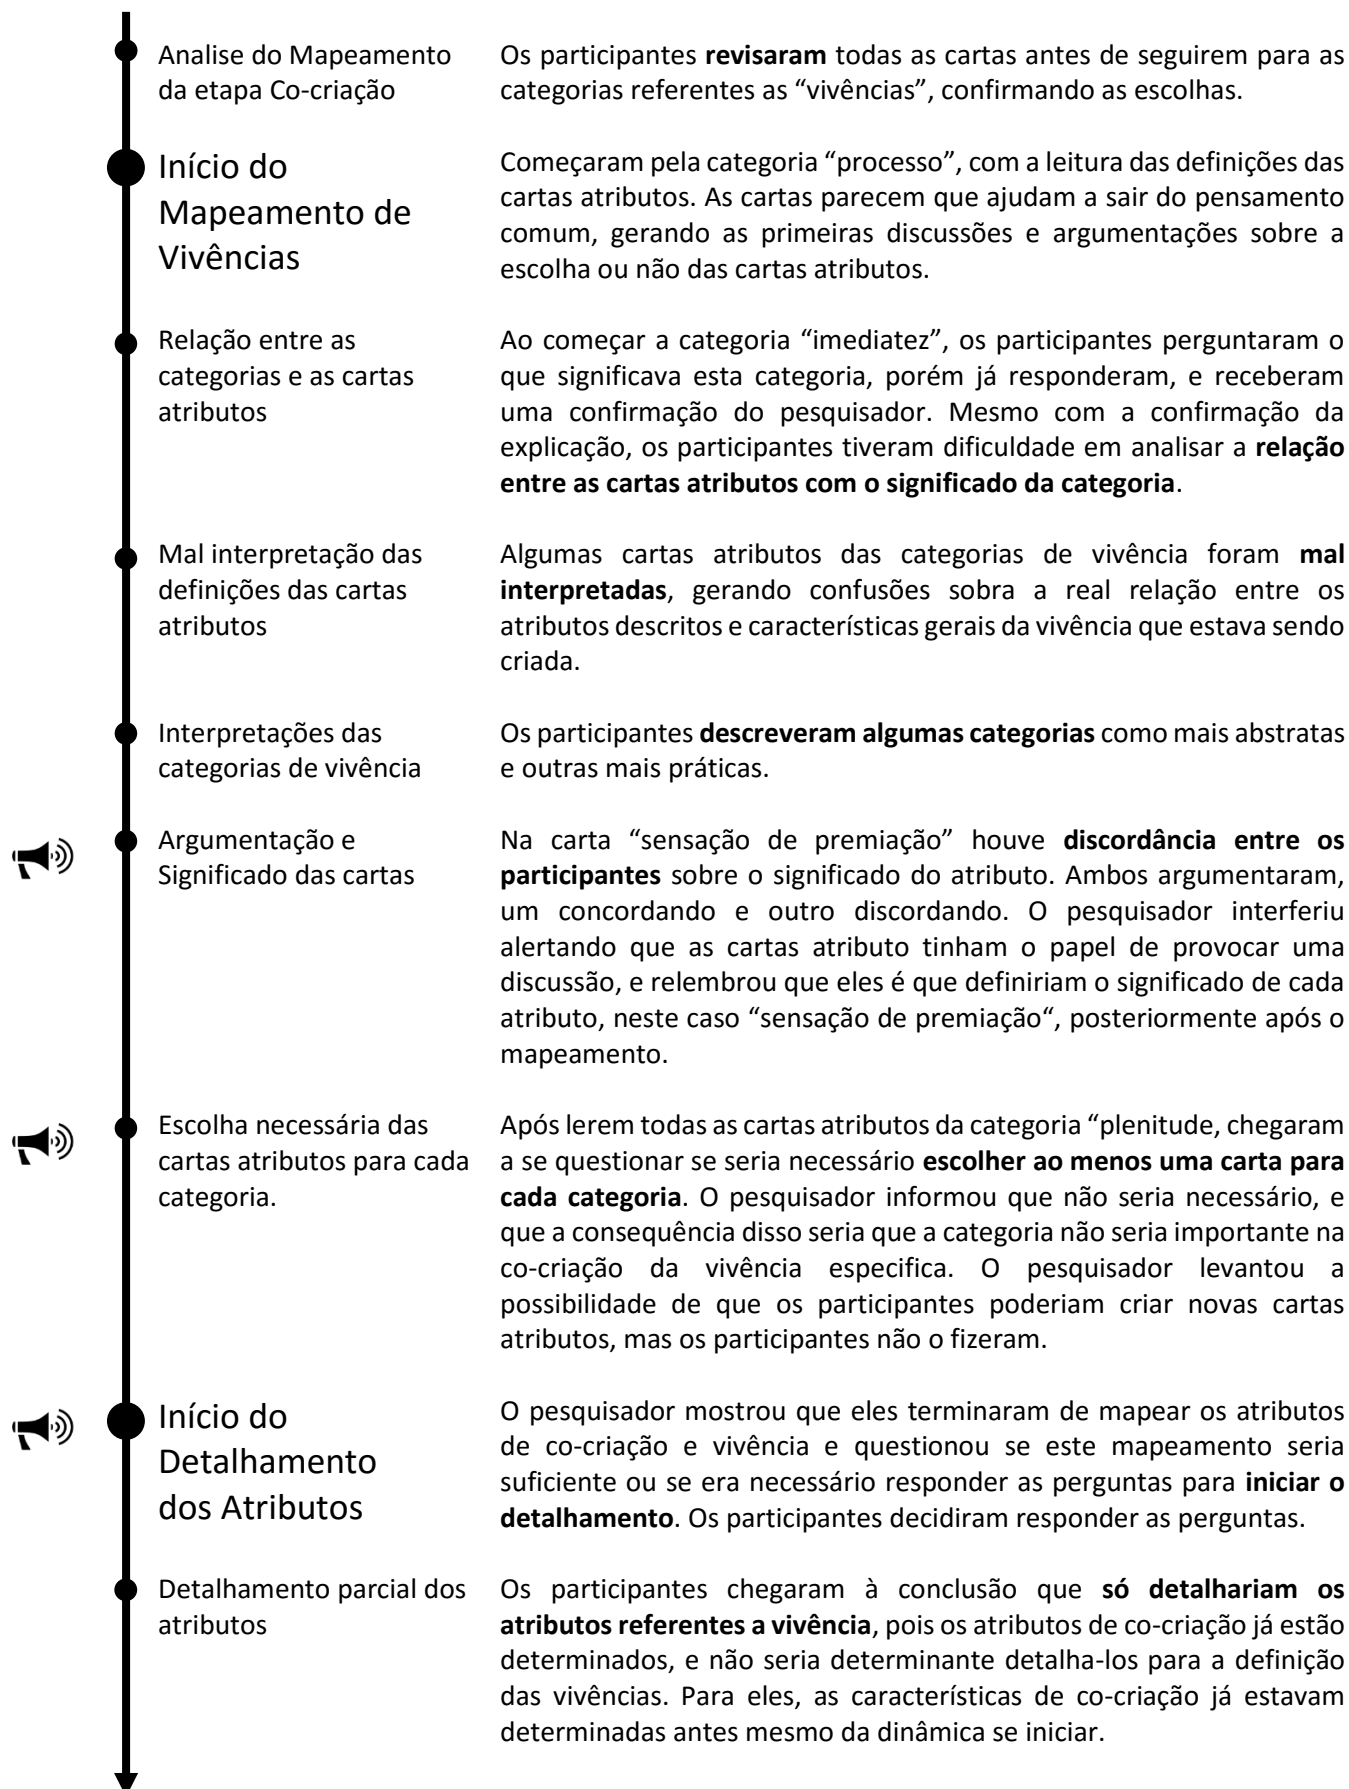 Analise do Mapeamento
da etapa Co-criação
Os participantes revisaram todas as cartas antes de seguirem para as
categorias referentes as “vivências”, confirmando as escolhas.
Início do
Mapeamento de
Vivências
Começaram pela categoria “processo”, com a leitura das definições das
cartas atributos. As cartas parecem que ajudam a sair do pensamento
comum, gerando as primeiras discussões e argumentações sobre a
escolha ou não das cartas atributos.
Relação entre as
categorias e as cartas
atributos
Ao começar a categoria “imediatez”, os participantes perguntaram o
que significava esta categoria, porém já responderam, e receberam
uma confirmação do pesquisador. Mesmo com a confirmação da
explicação, os participantes tiveram dificuldade em analisar a relação
entre as cartas atributos com o significado da categoria.
Mal interpretação das
definições das cartas
atributos
Algumas cartas atributos das categorias de vivência foram mal
interpretadas, gerando confusões sobra a real relação entre os
atributos descritos e características gerais da vivência que estava sendo
criada.
Interpretações das
categorias de vivência
Os participantes descreveram algumas categorias como mais abstratas
e outras mais práticas.
Argumentação e
Significado das cartas
Na carta “sensação de premiação” houve discordância entre os
participantes sobre o significado do atributo. Ambos argumentaram,
um concordando e outro discordando. O pesquisador interferiu
alertando que as cartas atributo tinham o papel de provocar uma
discussão, e relembrou que eles é que definiriam o significado de cada
atributo, neste caso “sensação de premiação“, posteriormente após o
mapeamento.
Escolha necessária das
cartas atributos para cada
categoria.
Após lerem todas as cartas atributos da categoria “plenitude, chegaram
a se questionar se seria necessário escolher ao menos uma carta para
cada categoria. O pesquisador informou que não seria necessário, e
que a consequência disso seria que a categoria não seria importante na
co-criação da vivência especifica. O pesquisador levantou a
possibilidade de que os participantes poderiam criar novas cartas
atributos, mas os participantes não o fizeram.
Início do
Detalhamento
dos Atributos
O pesquisador mostrou que eles terminaram de mapear os atributos
de co-criação e vivência e questionou se este mapeamento seria
suficiente ou se era necessário responder as perguntas para iniciar o
detalhamento. Os participantes decidiram responder as perguntas.
Detalhamento parcial dos
atributos
Os participantes chegaram à conclusão que só detalhariam os
atributos referentes a vivência, pois os atributos de co-criação já estão
determinados, e não seria determinante detalha-los para a definição
das vivências. Para eles, as características de co-criação já estavam
determinadas antes mesmo da dinâmica se iniciar.